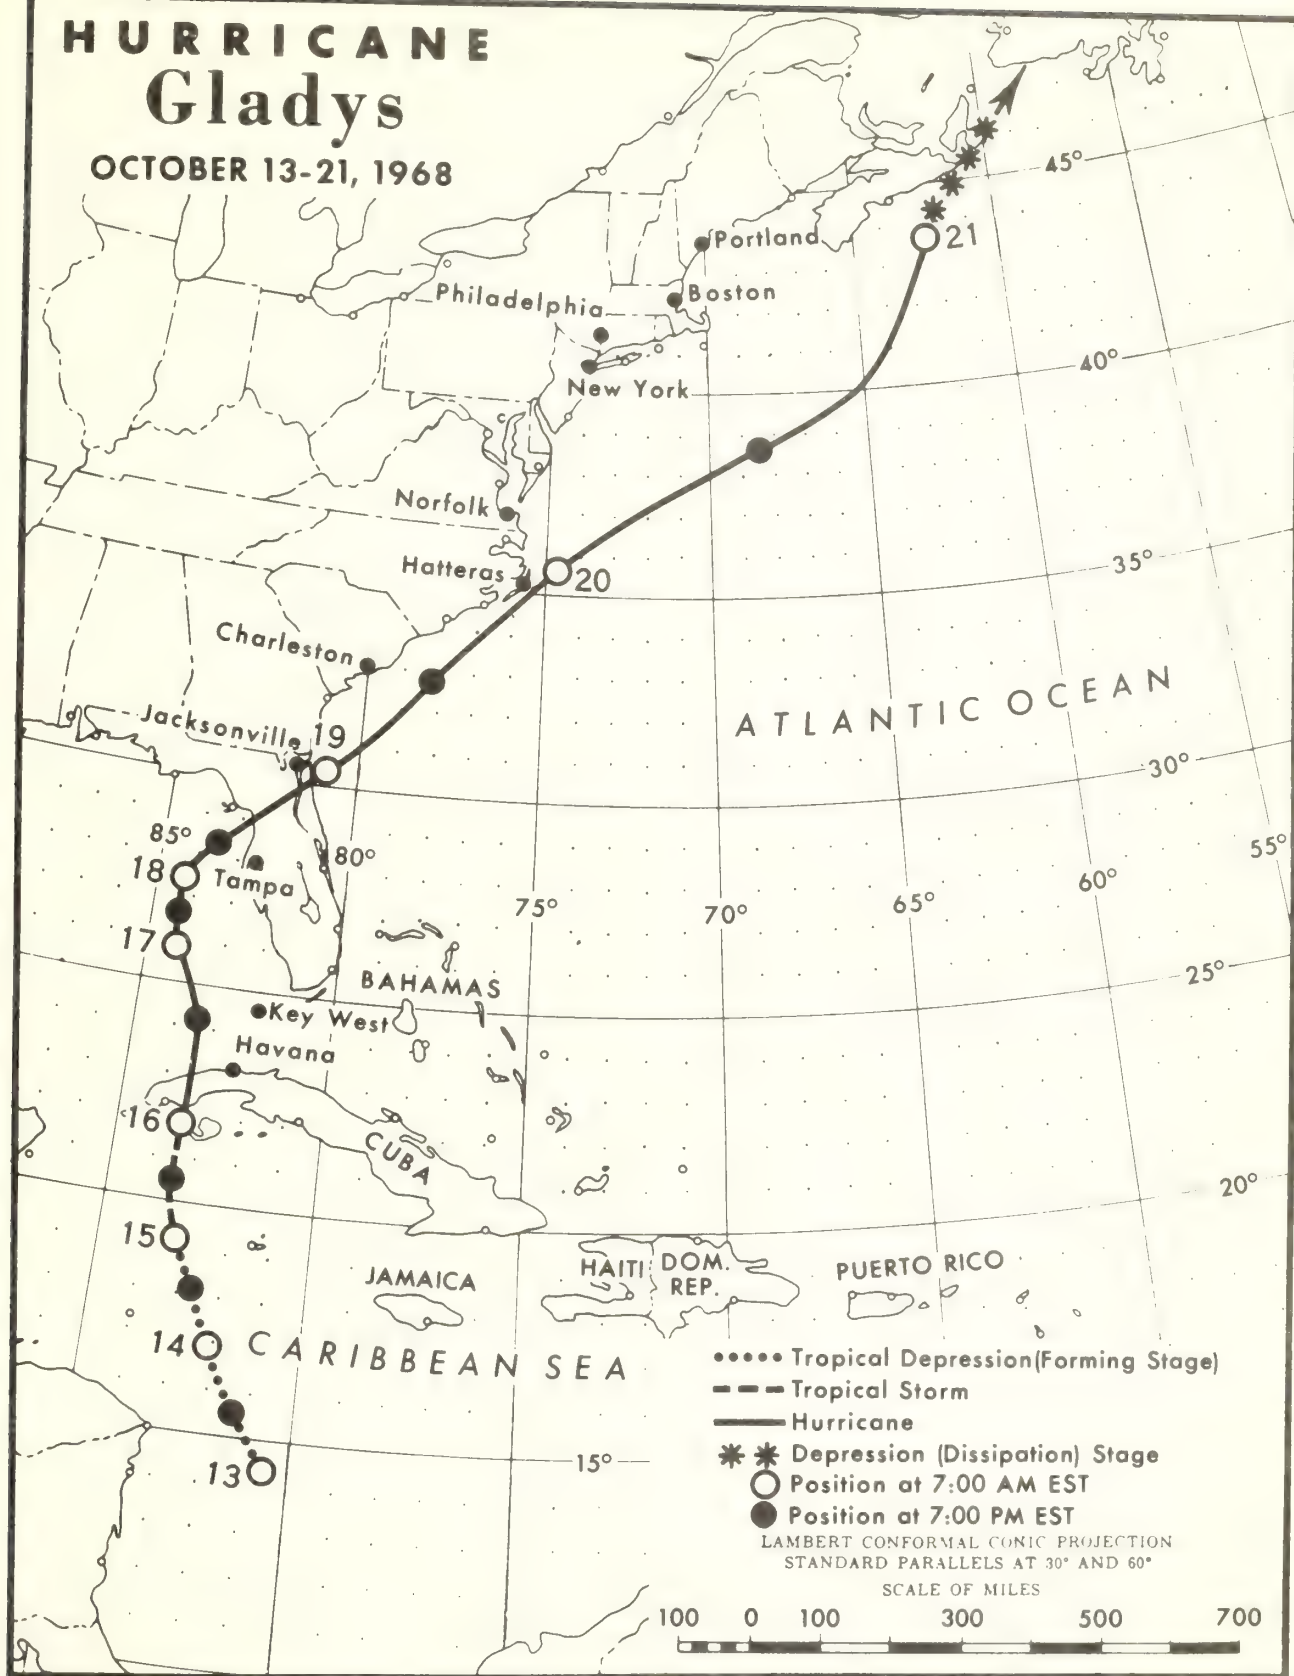 HURRICANE
Gladys
OCTOBER 13-21, 1968
45°
21
Portland
Philadelphia
Boston
40°
New York
Norfolk
35°
Hatteras
20
Charleston
ATLANTIC OCEAN
Jacksonville
19
30°
85°
80°
55°
18
Tampa
60°
75°
70°
65°
17
25°
BAHAMAS
Key West
Havana
16
CUBA
20°
15
JAMAICA
HAITI
DOM.
REP.
PUERTO RICO
14
CARIBBEAN SEA
Tropical Depression(Forming Stage)
Tropical Storm
Hurricane
13
15°
Depression (Dissipation) Stage
Position at 7:00 AM EST
Position at 7:00 PM EST
LAMBERT CONFORMAL CONIC PROJECTION
STANDARD PARALLELS AT 30° AND 60°
SCALE OF MILES
100 0 100 300 500 700